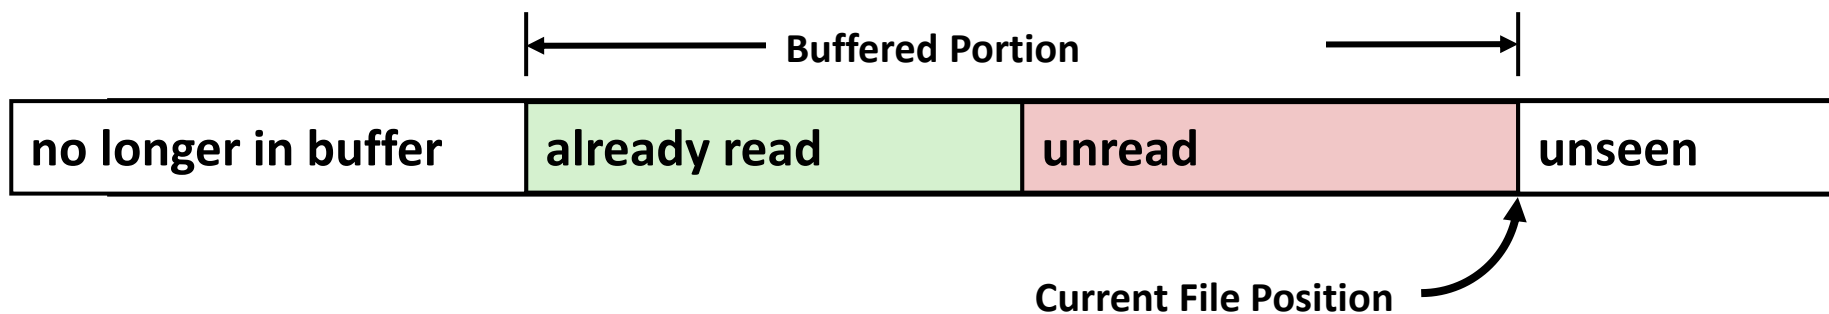 Buffered Portion
no longer in buffer already read unread unseen
Current File Position